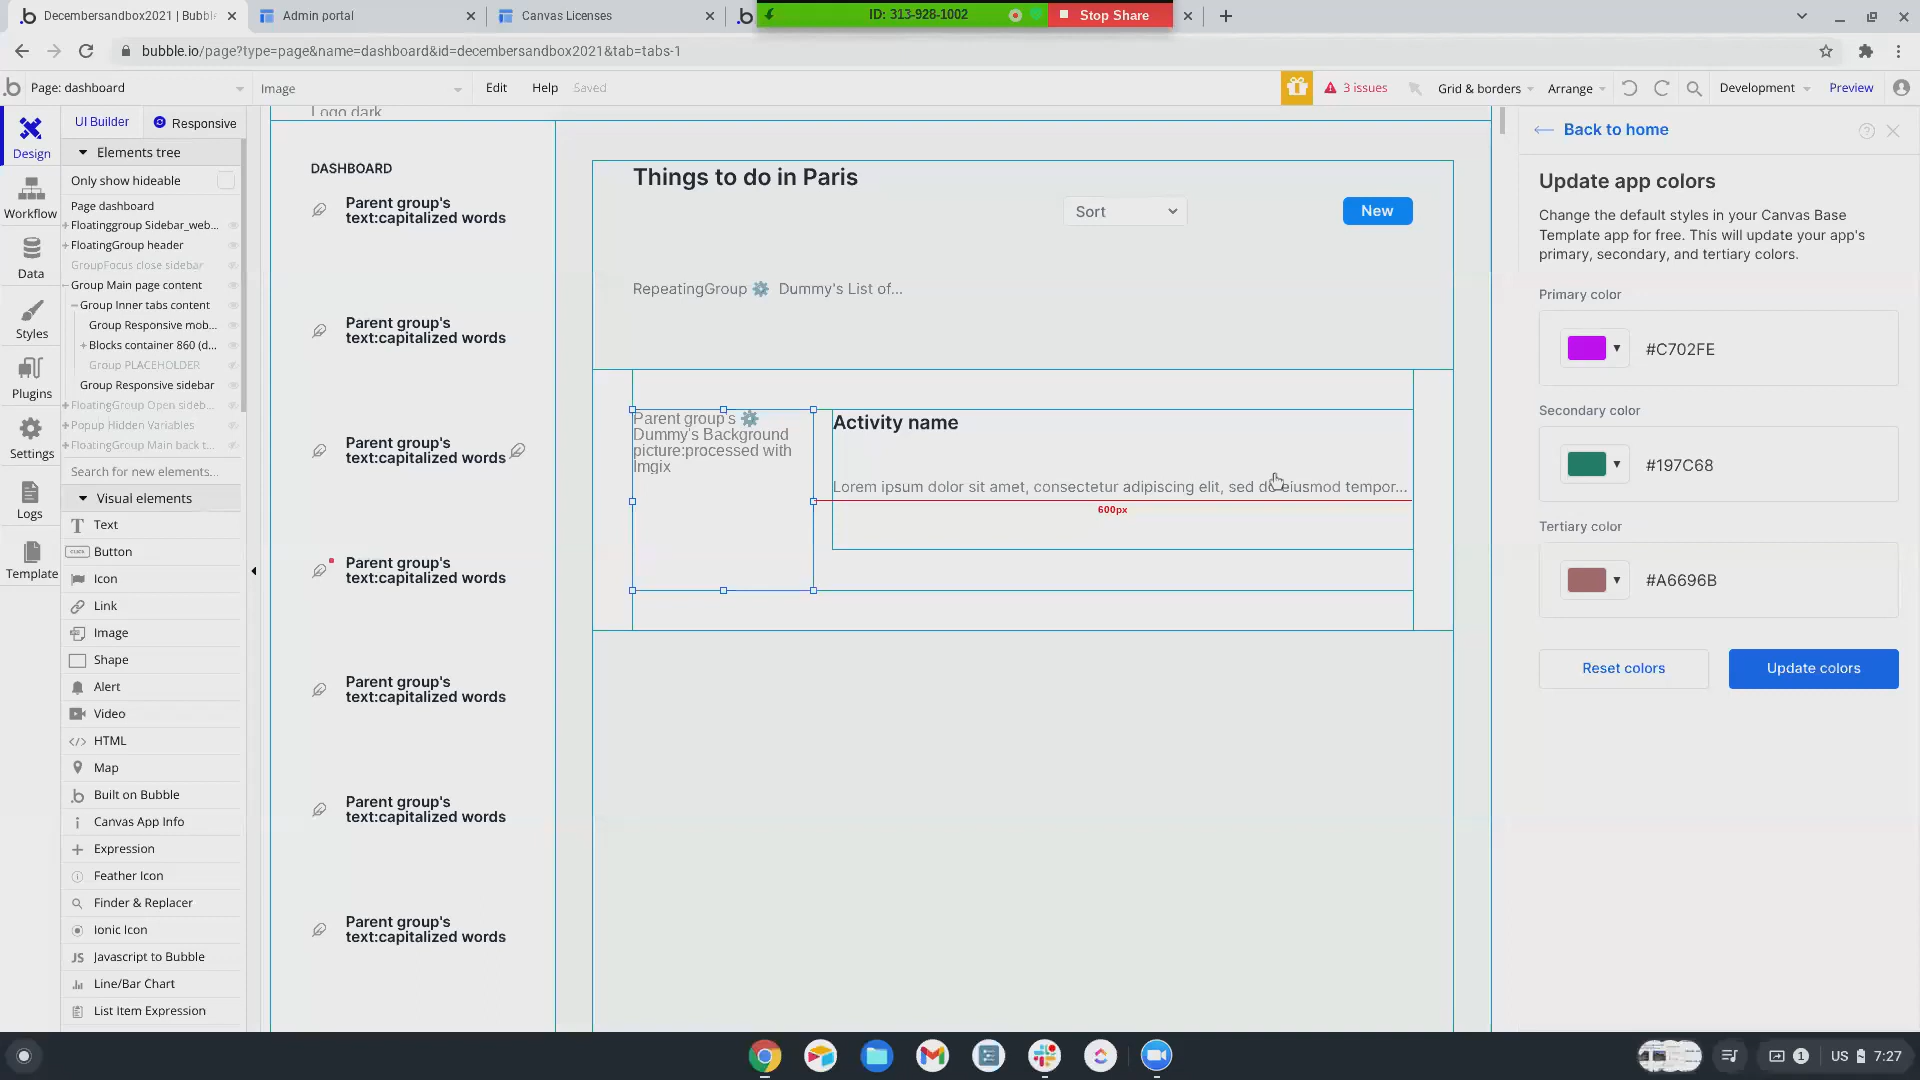 Decembersandbox2021 | Bubbl
Admin portal
Canvas Licenses
ID: 313-928-1002
Stop Share
bubble.io/page?type=page&name=dashboard&id=decembersandbox2021&tab=tabs-1
Page: dashboard
Image
Edit
Help
Saved
3 issues
Grid & borders
Arrange
Development
Preview
Design
Workflow
Data
Styles
Plugins
Settings
Logs
Template
UI Builder
Responsive
Elements tree
Only show hideable
Page dashboard
Floatinggroup Sidebar_web...
FloatingGroup header
GroupFocus close sidebar
Group Main page content
Group Inner tabs content
Group Responsive mob...
Blocks container 860 (d...
Group PLACEHOLDER
Group Responsive sidebar
FloatingGroup Open sideb...
Popup Hidden Variables
FloatingGroup Main back t...
Search for new elements...
Visual elements
Text
CLICK
Button
Icon
Link
Image
Shape
Alert
Video
HTML
Map
Built on Bubble
Canvas App Info
Expression
Feather Icon
Finder & Replacer
Ionic Icon
JS Javascript to Bubble
Line/Bar Chart
List Item Expression
Logo dark
DASHBOARD
Parent group's
text:capitalized words
Parent group's
text:capitalized words
Parent group's
text:capitalized words
Parent group's
text:capitalized words
Parent group's
text:capitalized words
Parent group's
text:capitalized words
Parent group's
text:capitalized words
Things to do in Paris
Sort
New
RepeatingGroup ⚙️ Dummy's List of...
Parent group's ⚙️
Dummy's Background
picture:processed with
Imgix
Activity name
Lorem ipsum dolor sit amet, consectetur adipiscing elit, sed do eiusmod tempor...
600px
Back to home
Update app colors
Change the default styles in your Canvas Base
Template app for free. This will update your app's
primary, secondary, and tertiary colors.
Primary color
#C702FE
Secondary color
#197C68
Tertiary color
#A6696B
Reset colors
Update colors
1
US
7:27